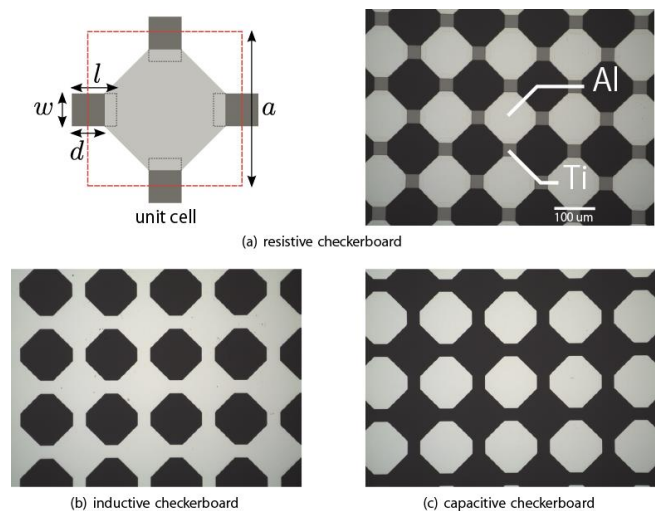 l
w
a
d
unit cell
Al
Ti
100 um
(a) resistive checkerboard
(b) inductive checkerboard
(c) capacitive checkerboard